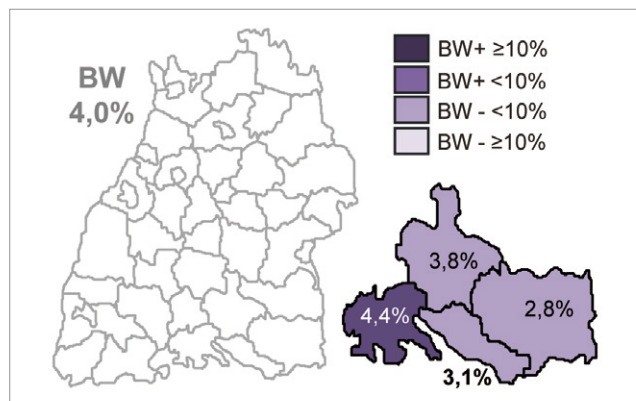 BW
4,0%
BW+ ≥10%
BW+ <10%
BW - <10%
BW - ≥10%
3,8%
4,4%
2,8%
3,1%